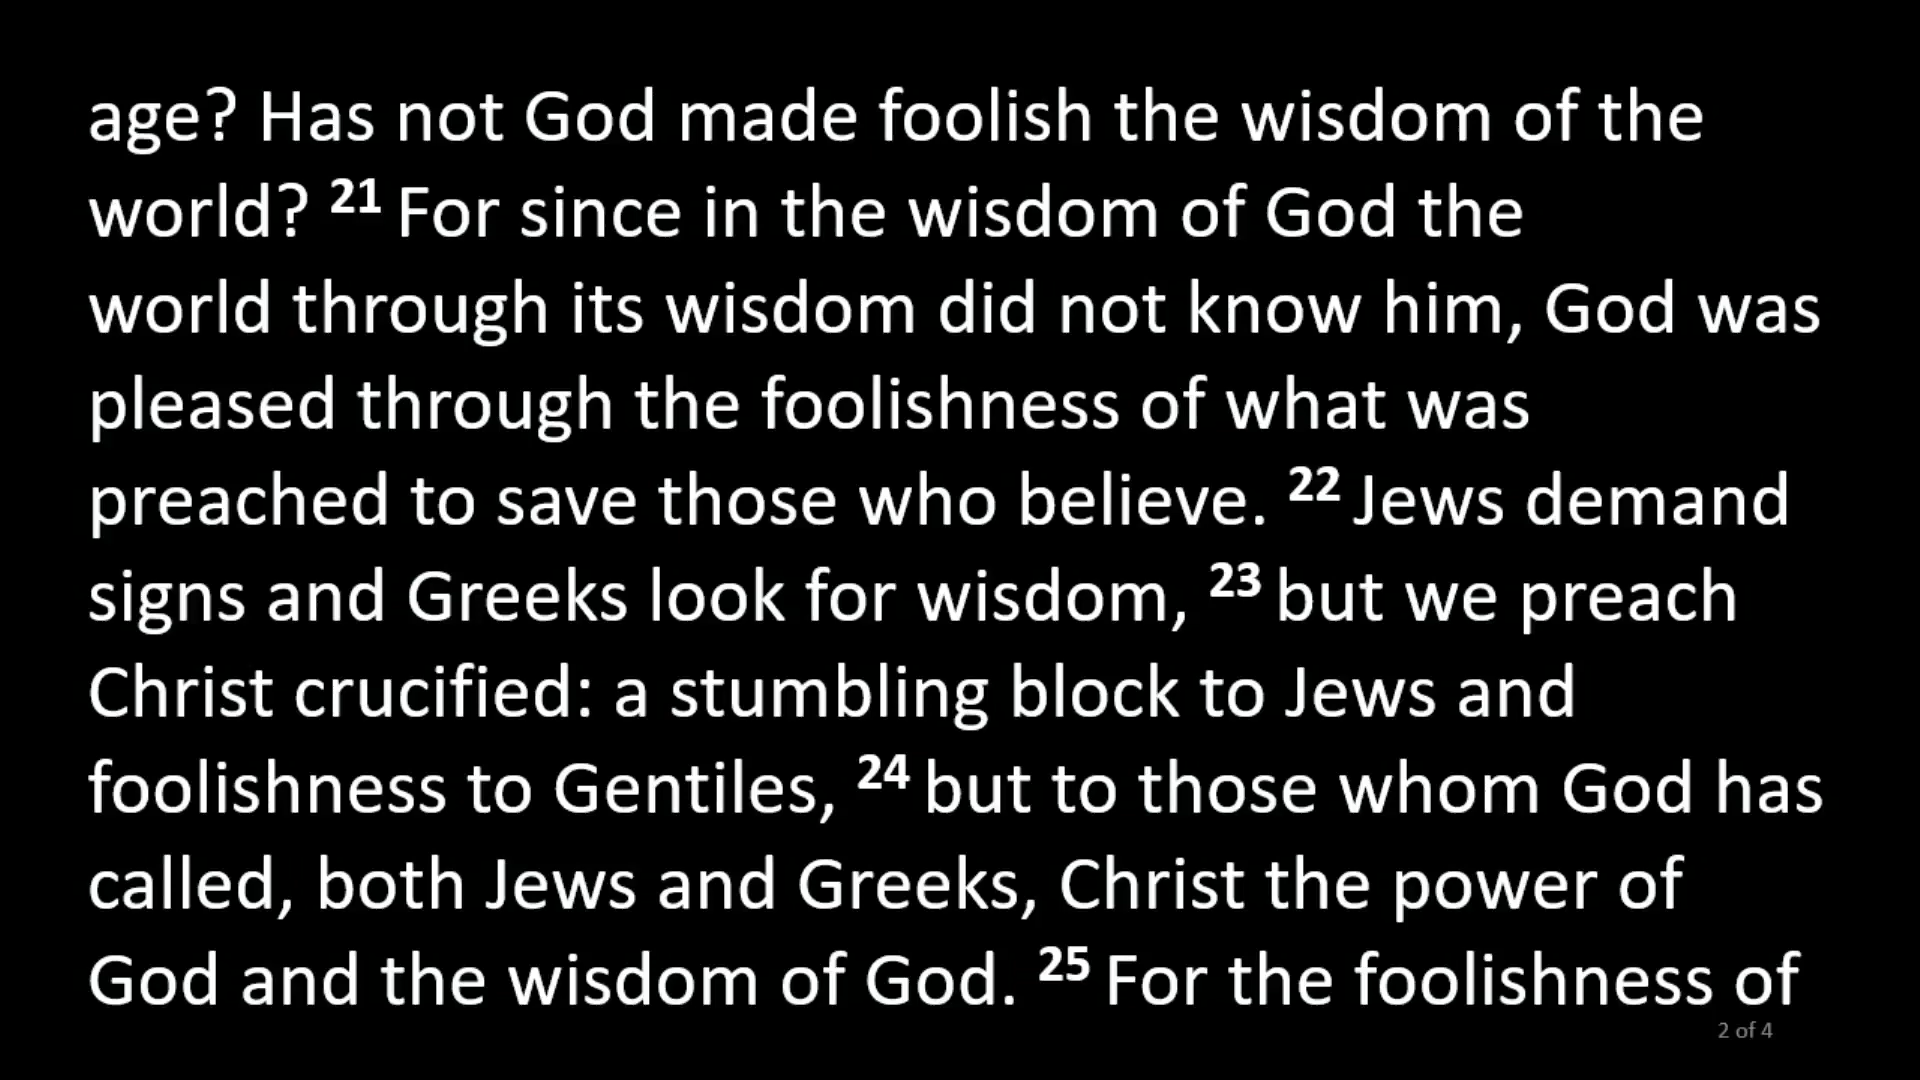 age? Has not God made foolish the wisdom of the
world? 21 For since in the wisdom of God the
world through its wisdom did not know him, God was
pleased through the foolishness of what was
preached to save those who believe. 22 Jews demand
signs and Greeks look for wisdom, 23 but we preach
Christ crucified: a stumbling block to Jews and
foolishness to Gentiles, 24 but to those whom God has
called, both Jews and Greeks, Christ the power of
God and the wisdom of God. 25 For the foolishness of
2 of 4